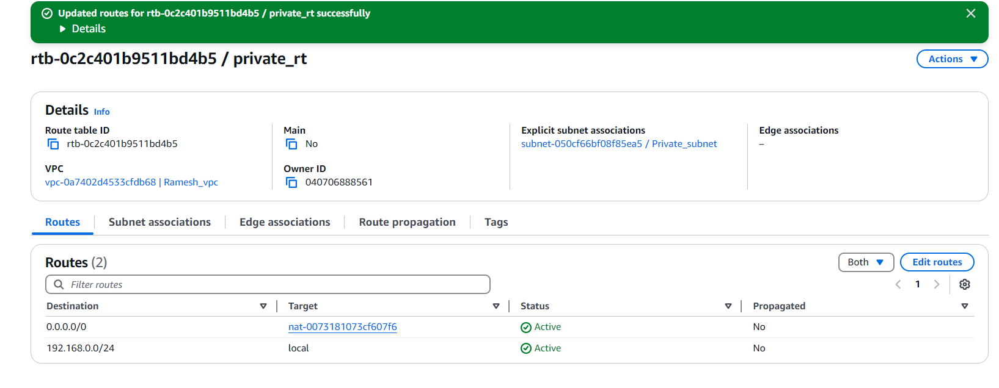 Updated routes for rtb-0c2c401b9511bd4b5 / private_rt successfully
Details
rtb-0c2c401b9511bd4b5 / private_rt
Actions
Details Info
Route table ID
rtb-0c2c401b9511bd4b5
Main
No
Explicit subnet associations
subnet-050cf66bf08f85ea5 / Private_subnet
Edge associations
–
VPC
vpc-0a7402d4533cfdb68 | Ramesh_vpc
Owner ID
040706888561
Routes Subnet associations Edge associations Route propagation Tags
Routes (2)
Both Edit routes
Filter routes
1
Destination Target Status Propagated
0.0.0.0/0 nat-0073181073cf607f6 Active No
192.168.0.0/24 local Active No